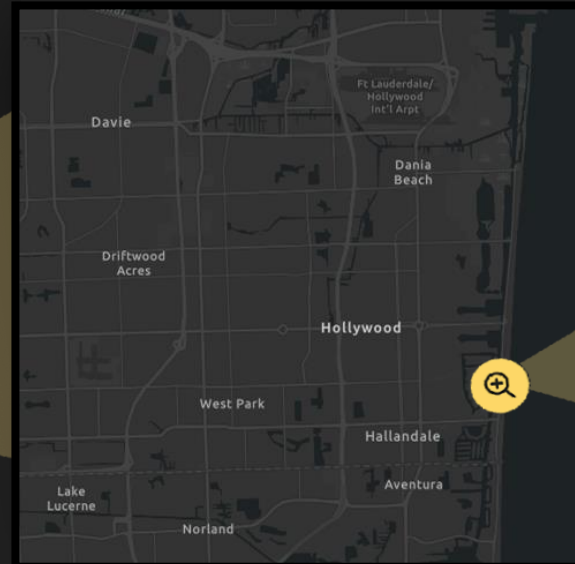 Ft Lauderdale/
Hollywood
Int'l Arpt
Davie
Dania
Beach
Driftwood
Acres
Hollywood
West Park
Hallandale
Aventura
Lake
Lucerne
Norland